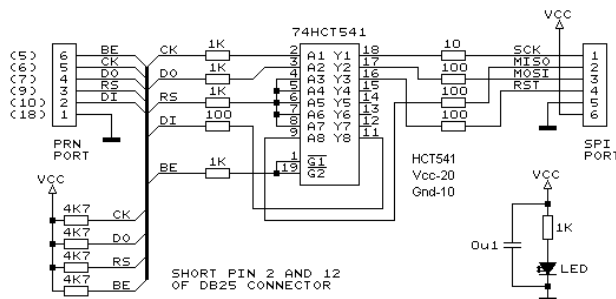 74HCT541
VCC
(5) 6 BE
(6) 5 CK
(7) 4 DO
(9) 3 RS
(10) 2 DI
(18) 1
PRN
PORT
CK 1K 2 A1 Y1 18 10 SCK 1
DO 1K 3 A2 Y2 17 100 MISO 2
4 A3 Y3 16 100 MOSI 3
5 A4 Y4 15 RST 4
RS 1K 6 A5 Y5 14 100 5
7 A6 Y6 13 6
DI 100 8 A7 Y7 12 100
9 A8 Y8 11
BE 1K 1 G1
19 G2
HCT541
Vcc-20
Gnd-10
SPI
PORT
VCC
4K7 CK
4K7 DO
4K7 RS
4K7 BE
SHORT PIN 2 AND 12
OF DB25 CONNECTOR
VCC
1K
0u1
LED